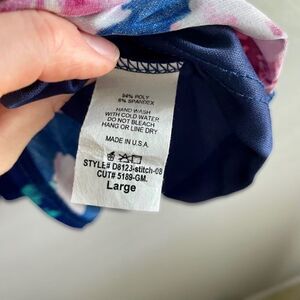 94% POLY
6% SPANDEX
HAND WASH
WITH COLD WATER
DO NOT BLEACH
HANG OR LINE DRY
MADE IN U.S.A.
STYLE# D8123-stitch-08
CUT# 5189-GM.
Large